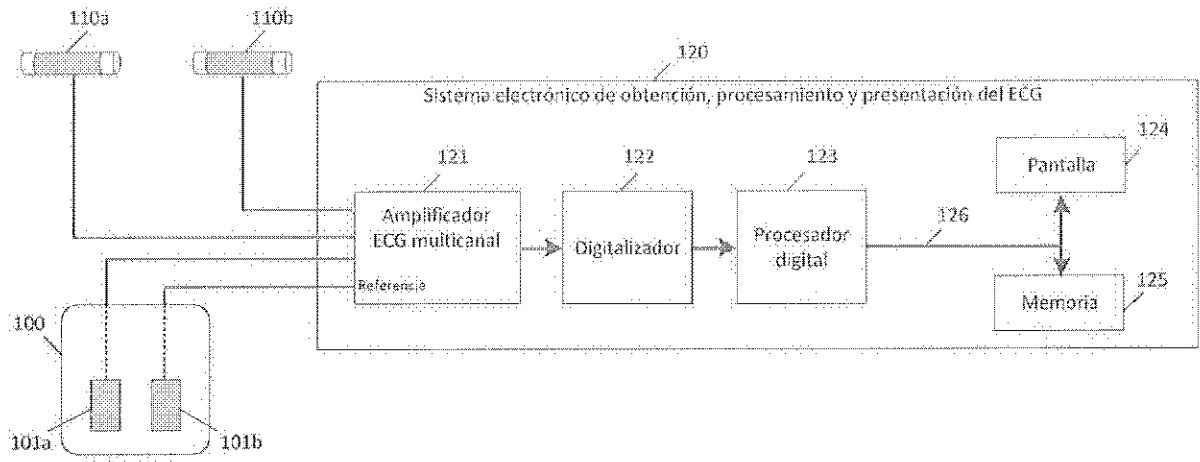 110a
110b
120
Sistema electrónico de obtención, procesamiento y presentación del ECG
121
122
123
124
Amplificador
ECG multicanal
Referencia
Digitalizador
Procesador
digital
126
Pantalla
Memoria
125
100
101a
101b